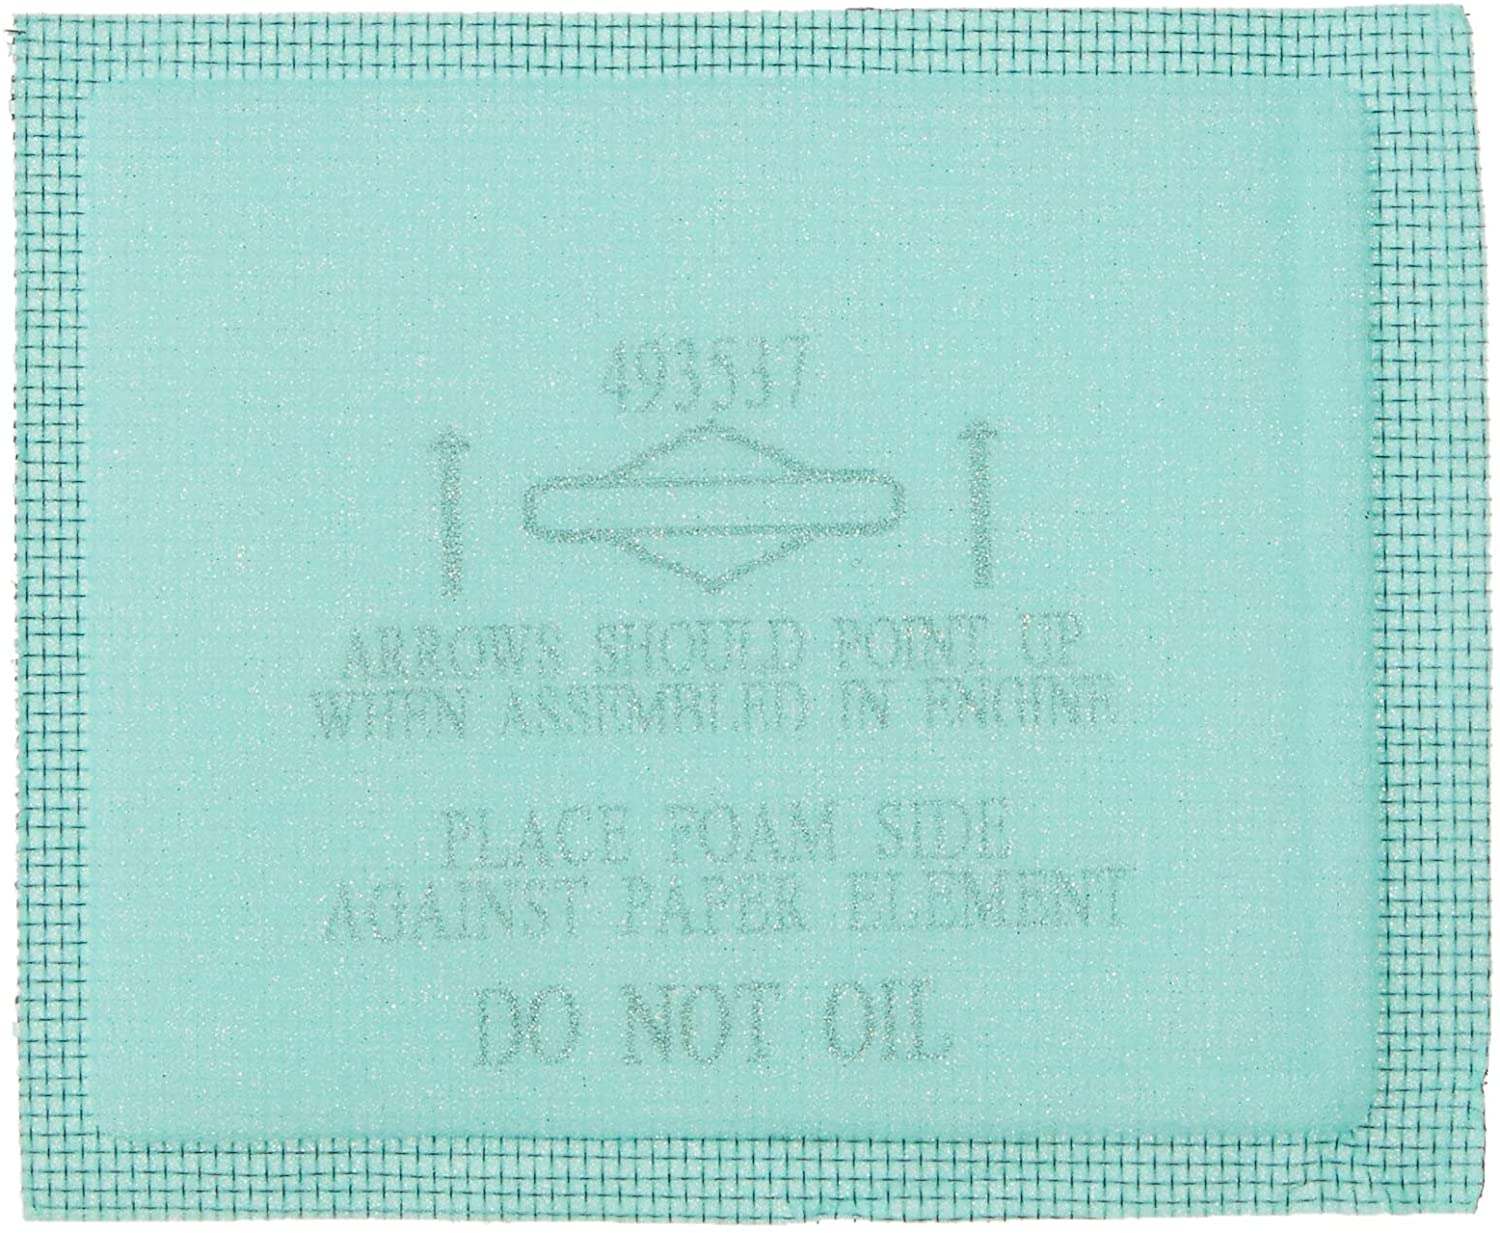 493537
ARROWS SHOULD POINT UP
WHEN ASSEMBLED IN ENGINE
PLACE FOAM SIDE
AGAINST PAPER ELEMENT
DO NOT OIL